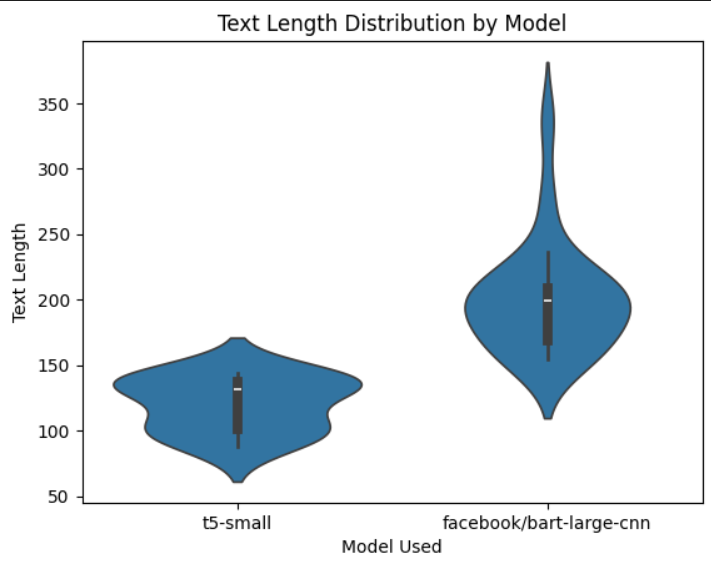 Text Length Distribution by Model
350
300
250
200
150
100
50
Text Length
t5-small
facebook/bart-large-cnn
Model Used